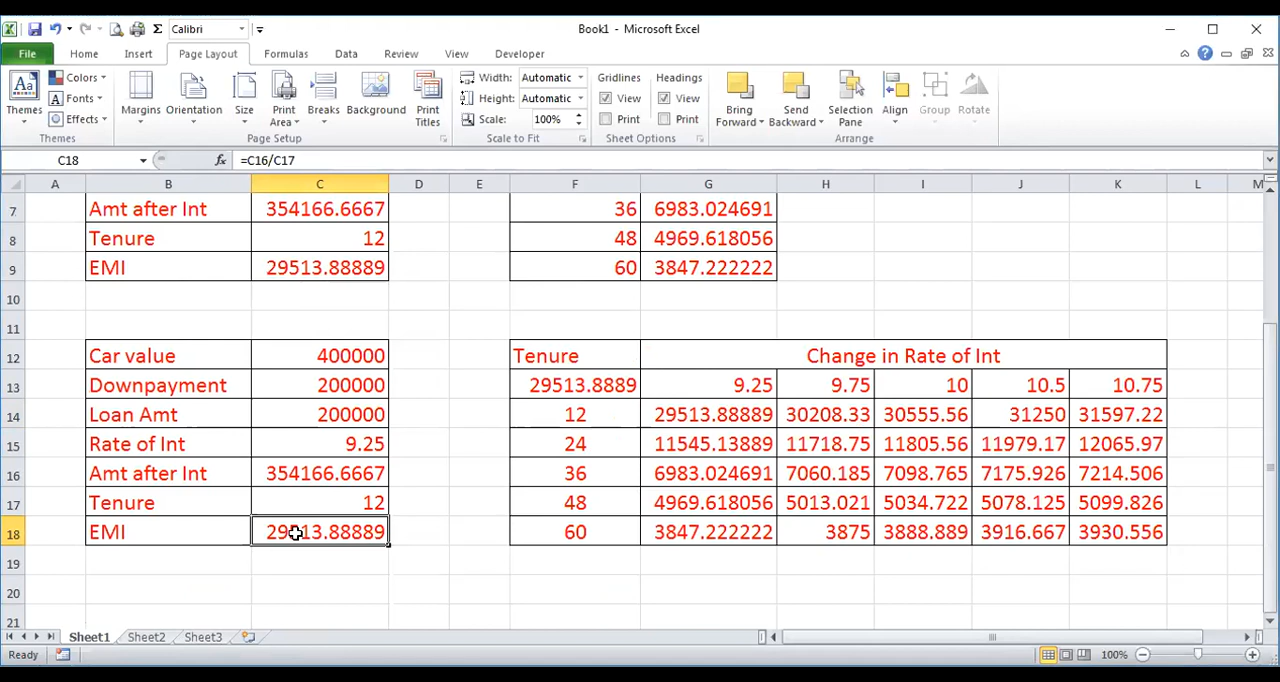 Calibri
Book1 - Microsoft Excel
File Home Insert Page Layout Formulas Data Review View Developer
Themes
Colors
Fonts
Effects
Themes
Margins Orientation Size Print Area Breaks Background Print Titles
Page Setup
Width: Automatic
Height: Automatic
Scale: 100%
Scale to Fit
Gridlines Headings
View View
Print Print
Sheet Options
Bring Forward Send Backward Selection Pane Align Group Rotate
Arrange
C18 fx =C16/C17
A B C D E F G H I J K L M
7 Amt after Int 354166.6667 36 6983.024691
8 Tenure 12 48 4969.618056
9 EMI 29513.88889 60 3847.222222
10
11
12 Car value 400000 Tenure Change in Rate of Int
13 Downpayment 200000 29513.8889 9.25 9.75 10 10.5 10.75
14 Loan Amt 200000 12 29513.88889 30208.33 30555.56 31250 31597.22
15 Rate of Int 9.25 24 11545.13889 11718.75 11805.56 11979.17 12065.97
16 Amt after Int 354166.6667 36 6983.024691 7060.185 7098.765 7175.926 7214.506
17 Tenure 12 48 4969.618056 5013.021 5034.722 5078.125 5099.826
18 EMI 29513.88889 60 3847.222222 3875 3888.889 3916.667 3930.556
19
20
21
Sheet1 Sheet2 Sheet3
Ready 100%